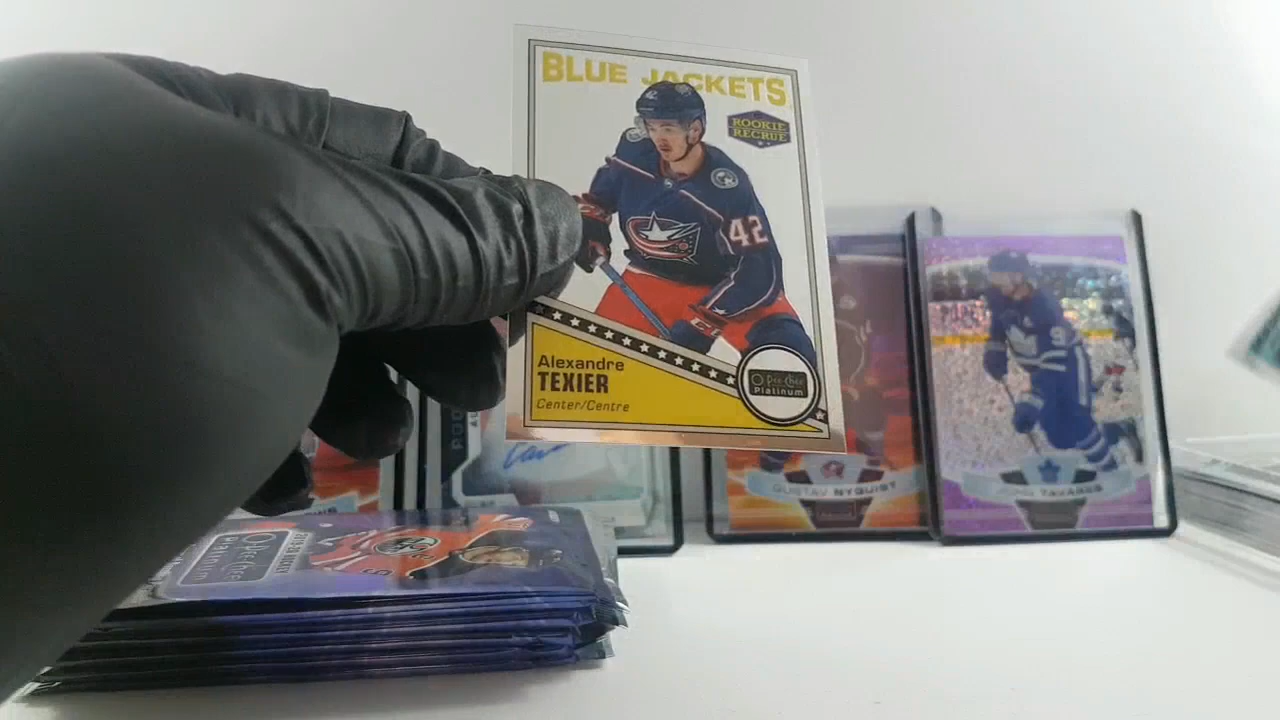 BLUE JACKETS
ROOKIE
RECRUE
42
Alexandre
TEXIER
Center/Centre
O-Pee-Chee
Platinum
GUSTAV NYQUIST
JOHN TAVARES
O-Pee-Chee
Platinum